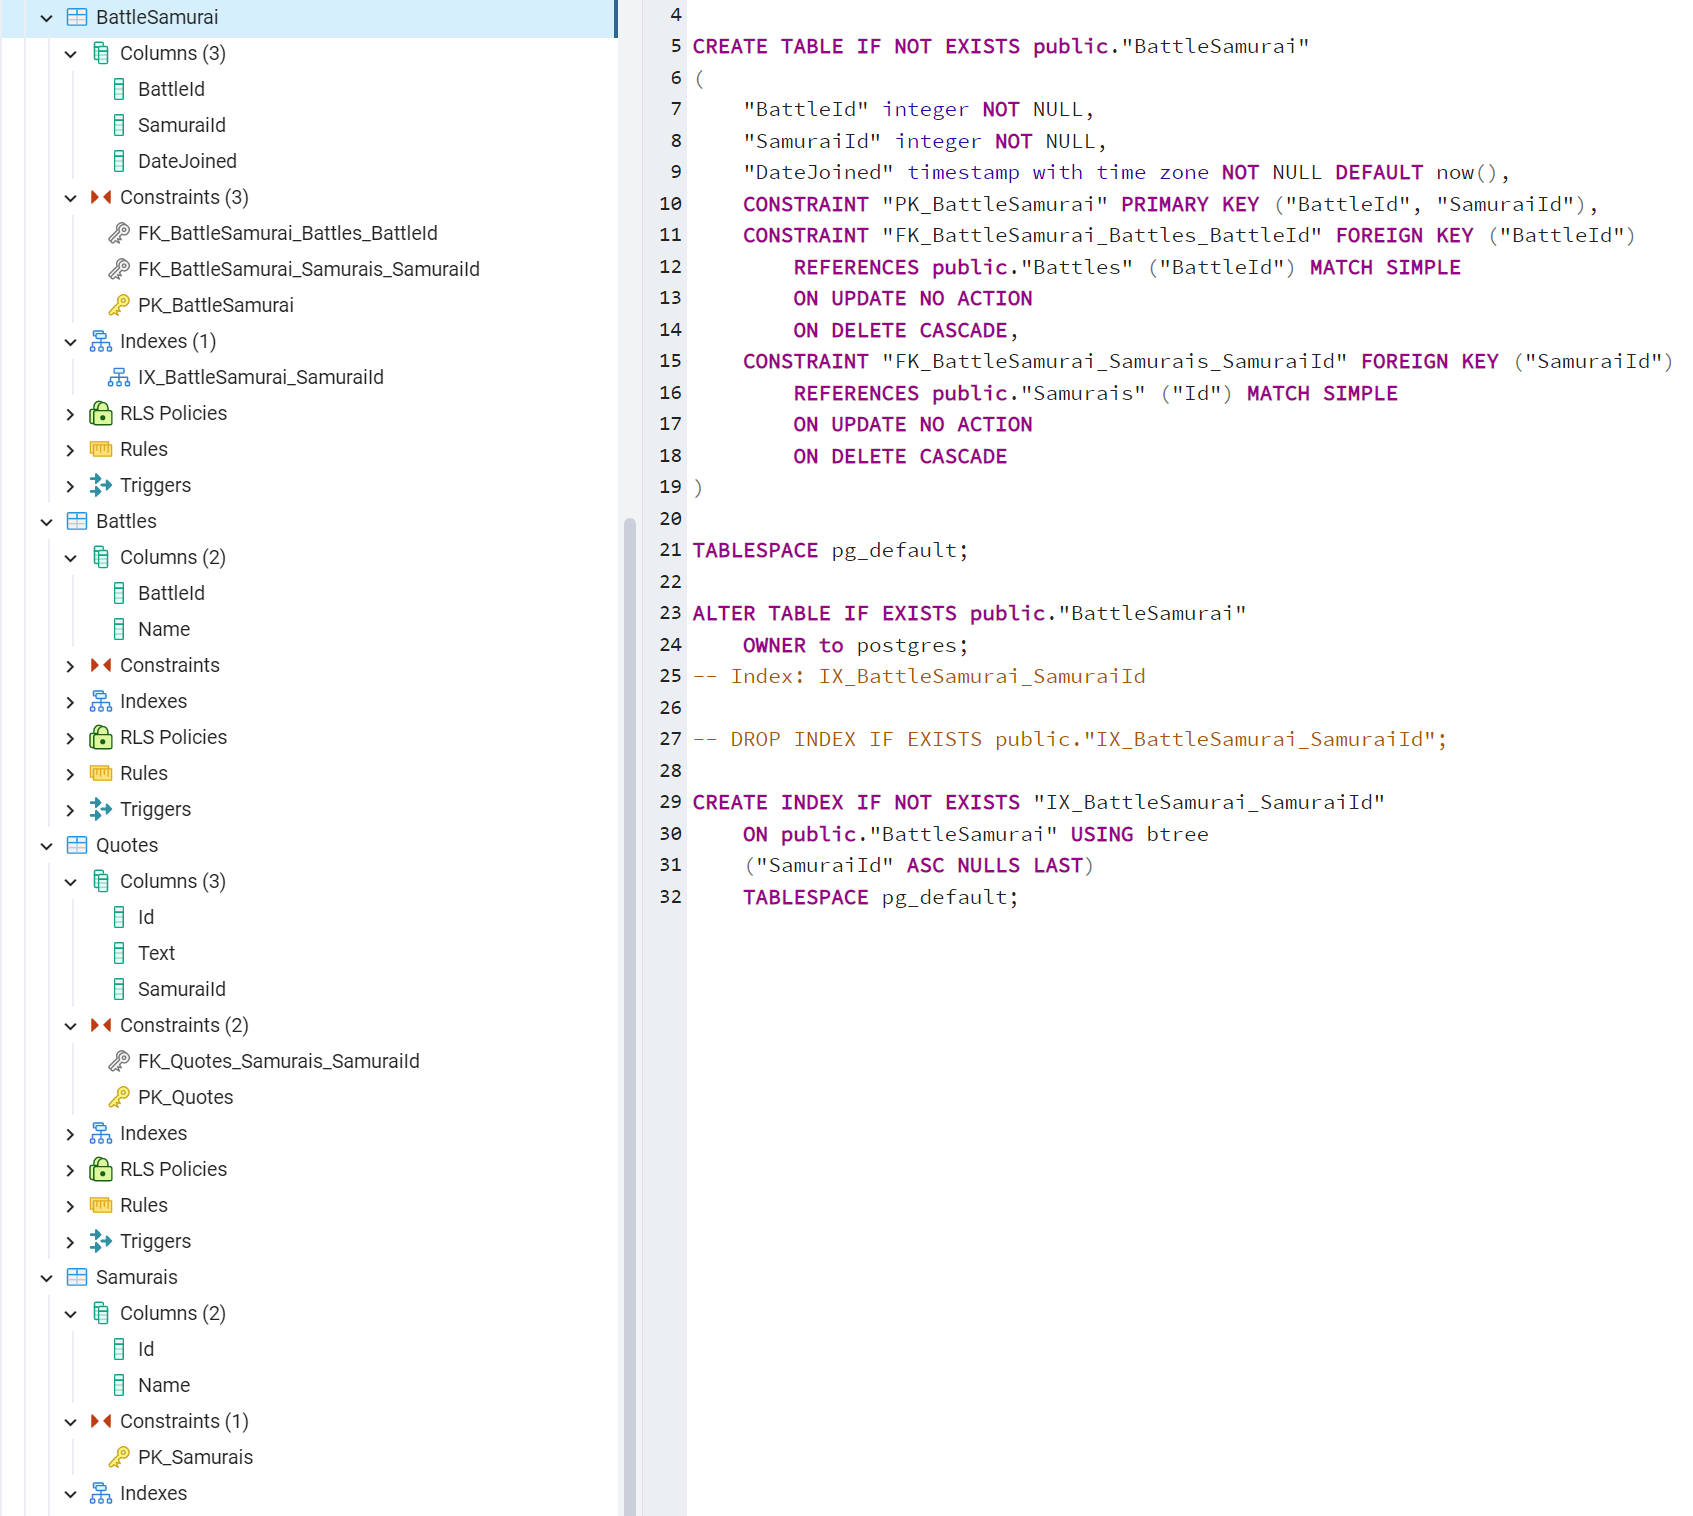 BattleSamurai
Columns (3)
BattleId
SamuraiId
DateJoined
Constraints (3)
FK_BattleSamurai_Battles_BattleId
FK_BattleSamurai_Samurais_SamuraiId
PK_BattleSamurai
Indexes (1)
IX_BattleSamurai_SamuraiId
RLS Policies
Rules
Triggers
Battles
Columns (2)
BattleId
Name
Constraints
Indexes
RLS Policies
Rules
Triggers
Quotes
Columns (3)
Id
Text
SamuraiId
Constraints (2)
FK_Quotes_Samurais_SamuraiId
PK_Quotes
Indexes
RLS Policies
Rules
Triggers
Samurais
Columns (2)
Id
Name
Constraints (1)
PK_Samurais
Indexes
4
5 CREATE TABLE IF NOT EXISTS public."BattleSamurai"
6 (
7     "BattleId" integer NOT NULL,
8     "SamuraiId" integer NOT NULL,
9     "DateJoined" timestamp with time zone NOT NULL DEFAULT now(),
10     CONSTRAINT "PK_BattleSamurai" PRIMARY KEY ("BattleId", "SamuraiId"),
11     CONSTRAINT "FK_BattleSamurai_Battles_BattleId" FOREIGN KEY ("BattleId")
12         REFERENCES public."Battles" ("BattleId") MATCH SIMPLE
13         ON UPDATE NO ACTION
14         ON DELETE CASCADE,
15     CONSTRAINT "FK_BattleSamurai_Samurais_SamuraiId" FOREIGN KEY ("SamuraiId")
16         REFERENCES public."Samurais" ("Id") MATCH SIMPLE
17         ON UPDATE NO ACTION
18         ON DELETE CASCADE
19 )
20
21 TABLESPACE pg_default;
22
23 ALTER TABLE IF EXISTS public."BattleSamurai"
24     OWNER to postgres;
25 -- Index: IX_BattleSamurai_SamuraiId
26
27 -- DROP INDEX IF EXISTS public."IX_BattleSamurai_SamuraiId";
28
29 CREATE INDEX IF NOT EXISTS "IX_BattleSamurai_SamuraiId"
30     ON public."BattleSamurai" USING btree
31     ("SamuraiId" ASC NULLS LAST)
32     TABLESPACE pg_default;